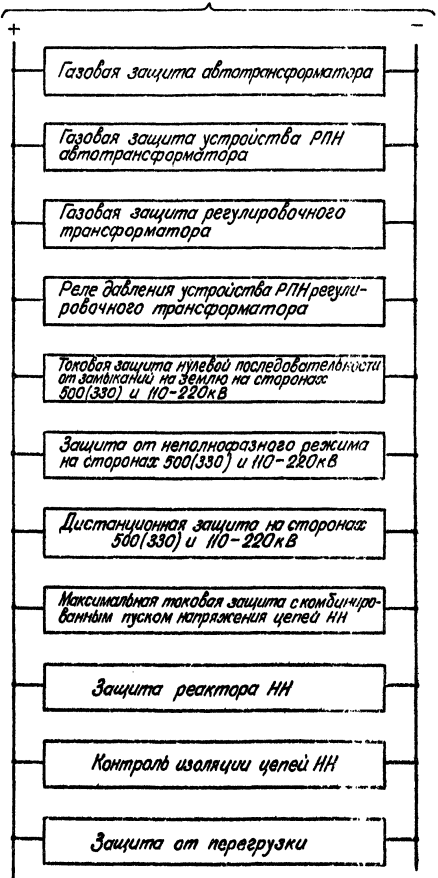 + −
Газовая защита автотрансформатора
Газовая защита устройства РПН
автотрансформатора
Газовая защита регулировочного
трансформатора
Реле давления устройства РПН регули-
ровочного трансформатора
Токовая защита нулевой последовательности
от замыканий на землю на сторонах
500(330) и 110-220кВ
Защита от неполнофазного режима
на сторонах 500(330) и 110-220кВ
Дистанционная защита на сторонах
500(330) и 110-220кВ
Максимальная токовая защита с комбиниро-
ванным пуском напряжения цепей НН
Защита реактора НН
Контроль изоляции цепей НН
Защита от перегрузки